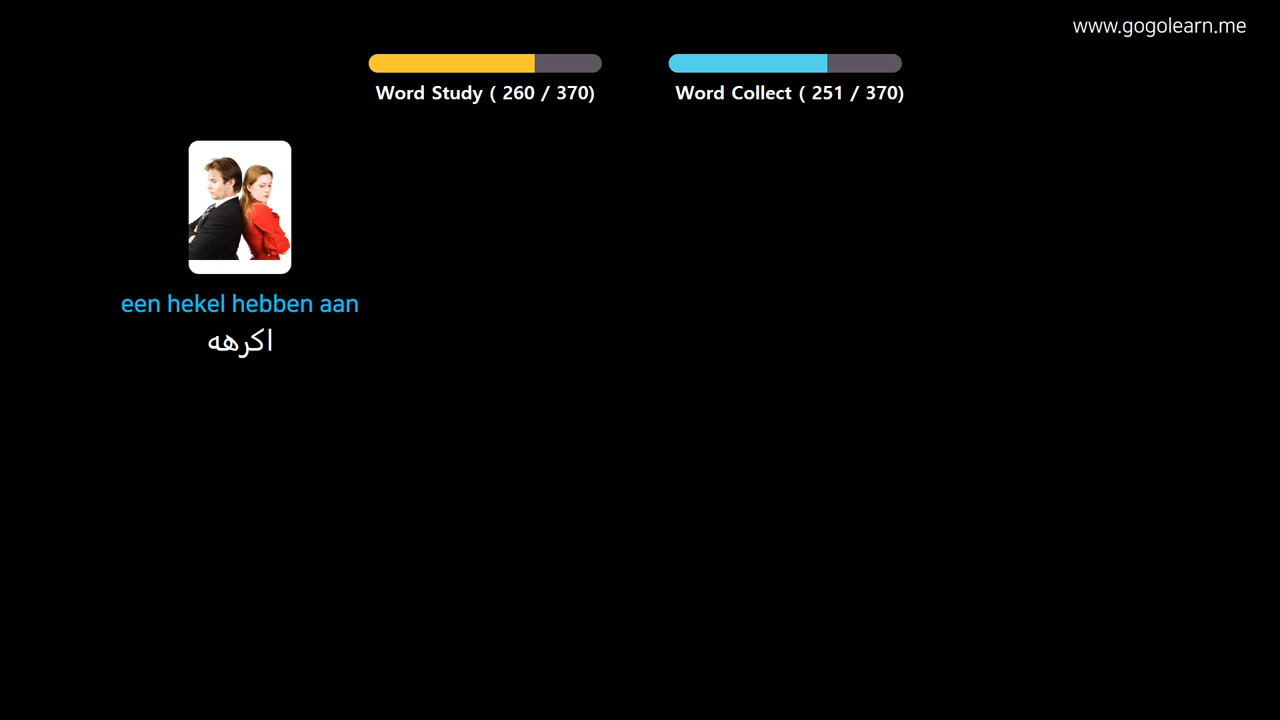 www.gogolearn.me
Word Study ( 260 / 370)
Word Collect ( 251 / 370)
een hekel hebben aan
اكرهه